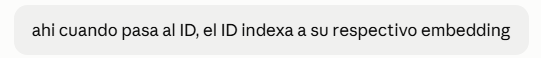 ahi cuando pasa al ID, el ID indexa a su respectivo embedding